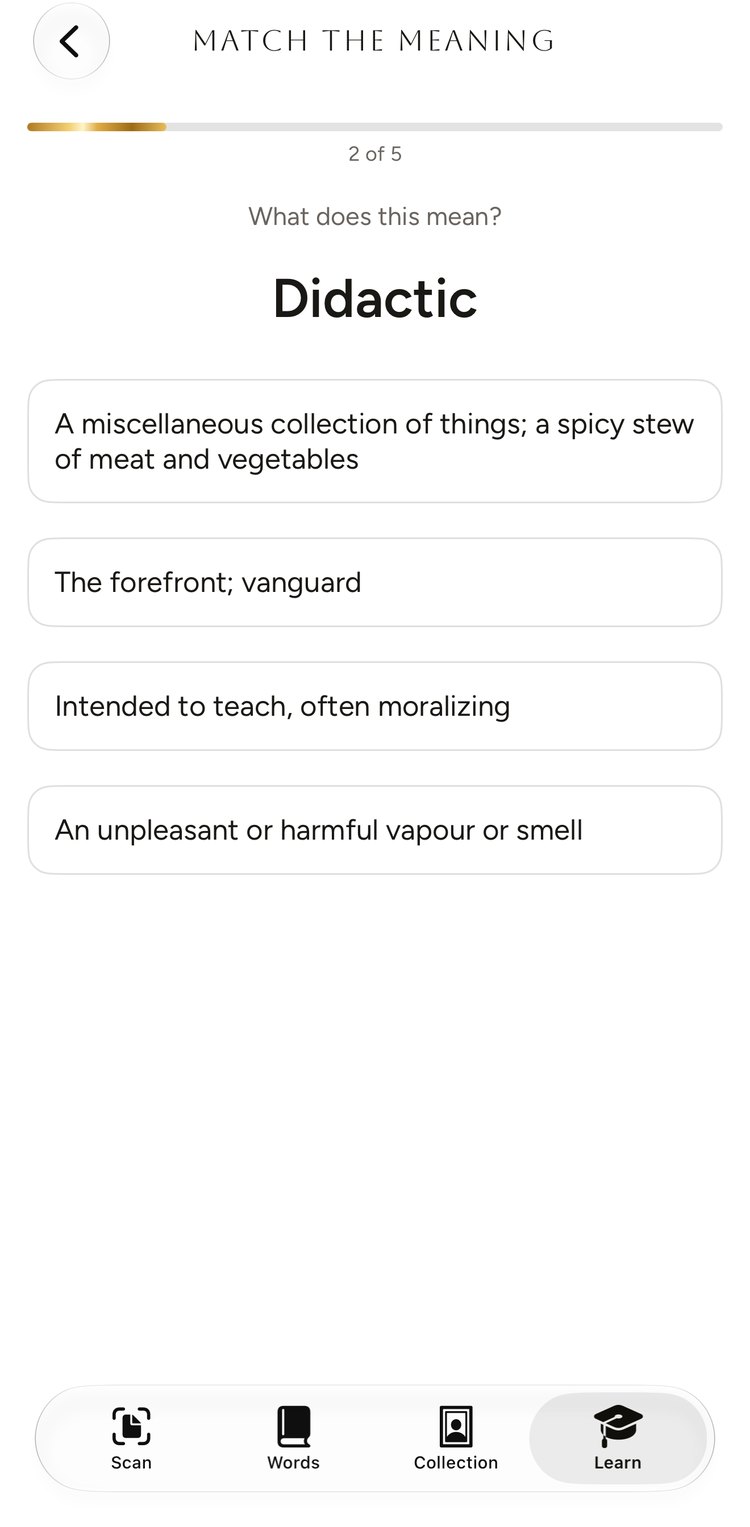 MATCH THE MEANING
2 of 5
What does this mean?
Didactic
A miscellaneous collection of things; a spicy stew
of meat and vegetables
The forefront; vanguard
Intended to teach, often moralizing
An unpleasant or harmful vapour or smell
Scan
Words
Collection
Learn